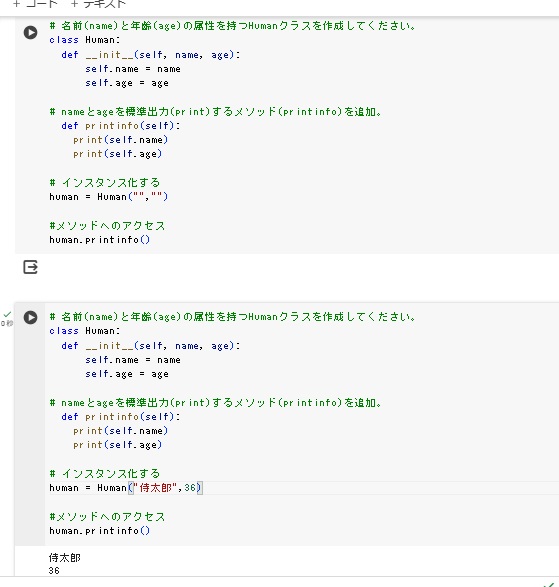 + コード + テキスト
# 名前(name)と年齢(age)の属性を持つHumanクラスを作成してください。
class Human:
def __init__(self, name, age):
self.name = name
self.age = age
# nameとageを標準出力(print)するメソッド(printinfo)を追加。
def printinfo(self):
print(self.name)
print(self.age)
# インスタンス化する
human = Human("","")
#メソッドへのアクセス
human.printinfo()
0秒
# 名前(name)と年齢(age)の属性を持つHumanクラスを作成してください。
class Human:
def __init__(self, name, age):
self.name = name
self.age = age
# nameとageを標準出力(print)するメソッド(printinfo)を追加。
def printinfo(self):
print(self.name)
print(self.age)
# インスタンス化する
human = Human("侍太郎",36)
#メソッドへのアクセス
human.printinfo()
侍太郎
36